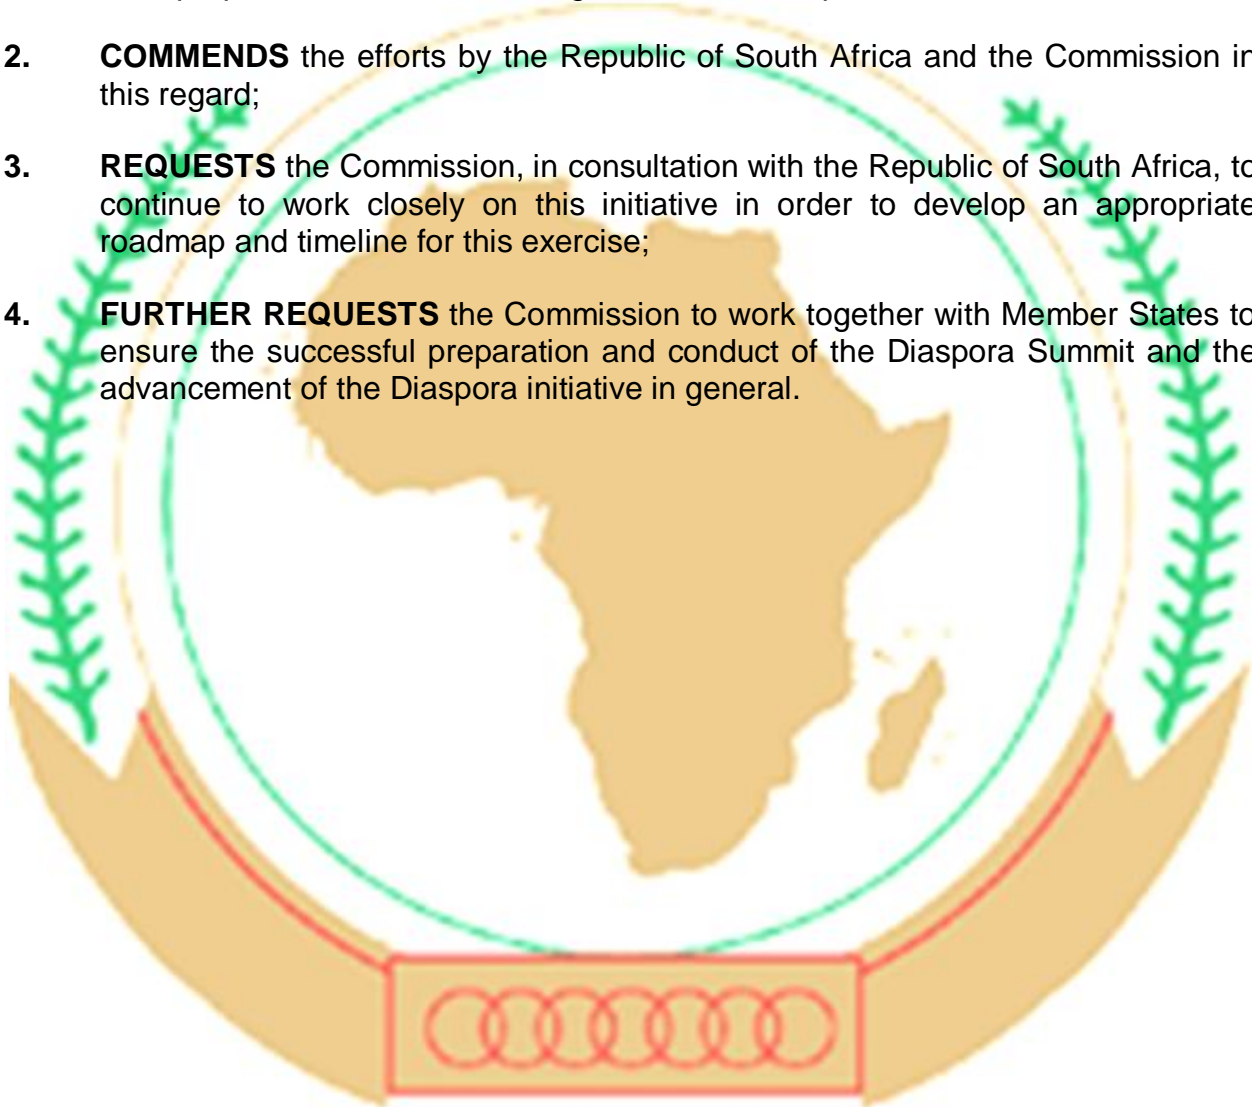 2. COMMENDS the efforts by the Republic of South Africa and the Commission in
this regard;
3. REQUESTS the Commission, in consultation with the Republic of South Africa, to
continue to work closely on this initiative in order to develop an appropriate
roadmap and timeline for this exercise;
4. FURTHER REQUESTS the Commission to work together with Member States to
ensure the successful preparation and conduct of the Diaspora Summit and the
advancement of the Diaspora initiative in general.